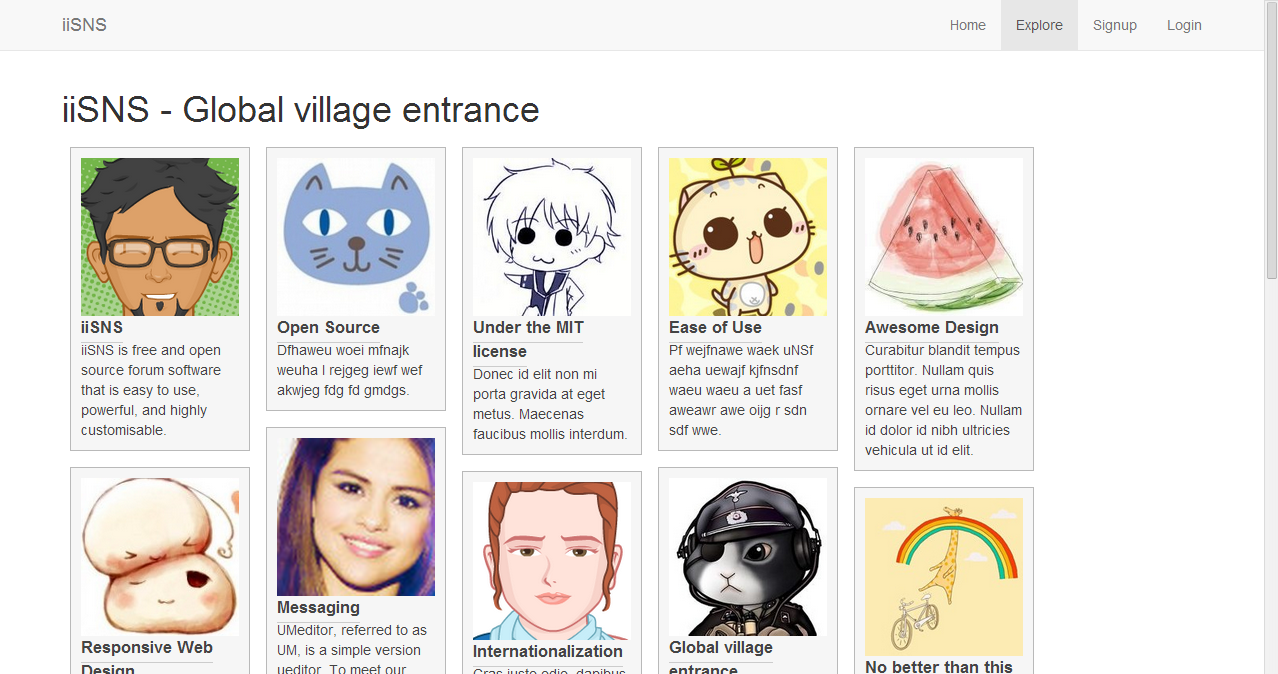 iiSNS
Home Explore Signup Login
iiSNS - Global village entrance
iiSNS
iiSNS is free and open
source forum software
that is easy to use,
powerful, and highly
customisable.
Open Source
Dfhaweu woei mfnajk
weuha l rejgeg iewf wef
akwjeg fdg fd gmdgs.
Under the MIT
license
Donec id elit non mi
porta gravida at eget
metus. Maecenas
faucibus mollis interdum.
Ease of Use
Pf wejfnawe waek uNSf
aeha uewajf kjfnsdnf
waeu waeu a uet fasf
aweawr awe oijg r sdn
sdf wwe.
Awesome Design
Curabitur blandit tempus
porttitor. Nullam quis
risus eget urna mollis
ornare vel eu leo. Nullam
id dolor id nibh ultricies
vehicula ut id elit.
Responsive Web
Design
Messaging
UMeditor, referred to as
UM, is a simple version
ueditor. To meet our
Internationalization
Cras justo odio, dapibus
Global village
entrance
No better than this